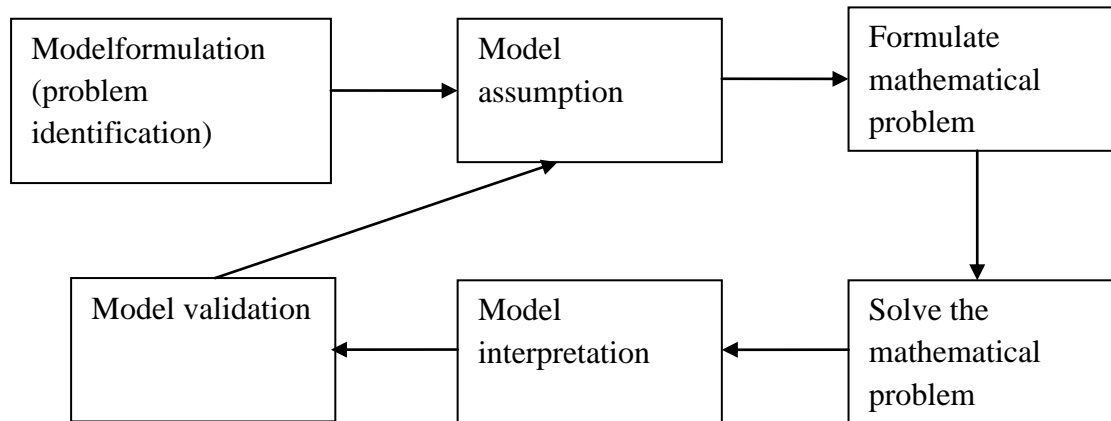 Modelformulation
(problem
identification)
Model
assumption
Formulate
mathematical
problem
Model validation
Model
interpretation
Solve the
mathematical
problem